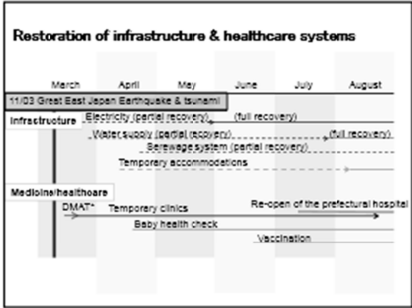 Restoration of infrastructure & healthcare systems
March April May June July August
11/03 Great East Japan Earthquake & tsunami
Infrastructure
Electricity (partial recovery) (full recovery)
Water supply (partial recovery) (full recovery)
Serewage system (partial recovery)
Temporary accommodations
Medicine/healthcare
Re-open of the prefectural hospital
DMAT* Temporary clinics
Baby health check
Vaccination